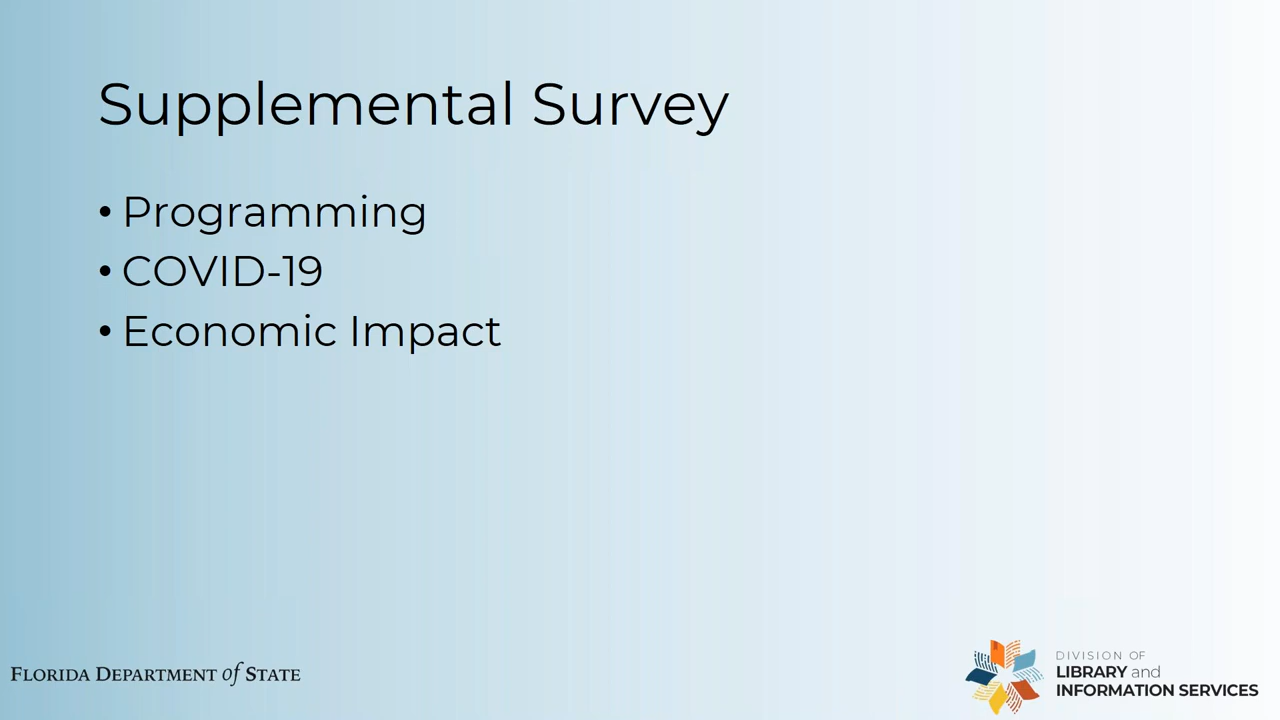 Supplemental Survey
• Programming
• COVID-19
• Economic Impact
FLORIDA DEPARTMENT of STATE
DIVISION OF
LIBRARY and
INFORMATION SERVICES